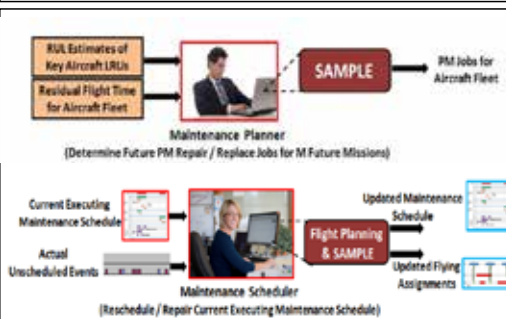 RUL Estimates of
Key Aircraft LRUs
Residual Flight Time
for Aircraft Fleet
SAMPLE
PM Jobs for
Aircraft Fleet
Maintenance Planner
(Determine Future PM Repair / Replace Jobs for M Future Missions)
Current Executing
Maintenance Schedule
Actual
Unscheduled Events
Flight Planning
& SAMPLE
Updated Maintenance
Schedule
Updated Flying
Assignments
Maintenance Scheduler
(Reschedule / Repair Current Executing Maintenance Schedule)